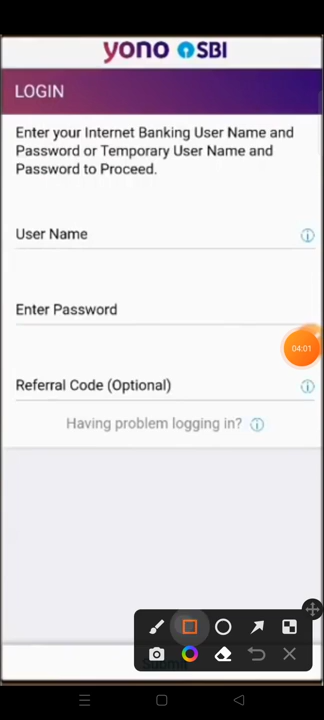 yono SBI
LOGIN
Enter your Internet Banking User Name and
Password or Temporary User Name and
Password to Proceed.
User Name
Enter Password
04:01
Referral Code (Optional)
Having problem logging in?